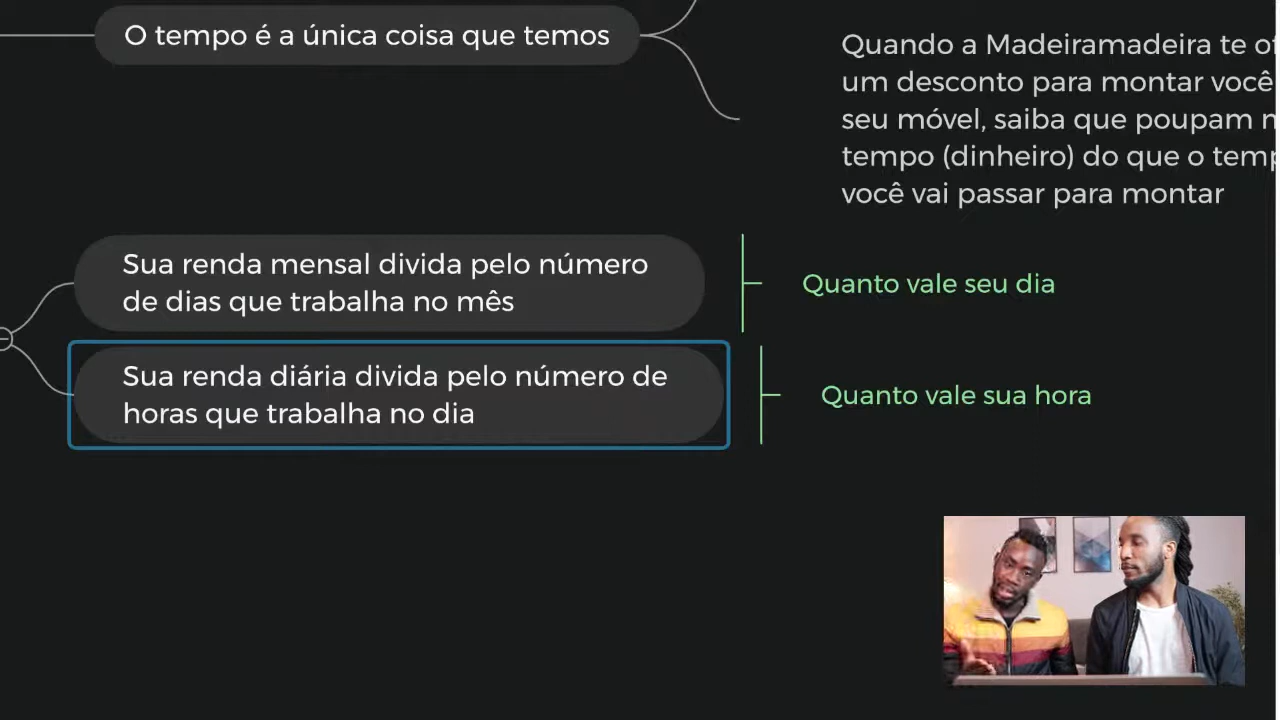 O tempo é a única coisa que temos
Quando a Madeiramadeira te
um desconto para montar você
seu móvel, saiba que poupam
tempo (dinheiro) do que o
você vai passar para montar
Sua renda mensal divida pelo número
de dias que trabalha no mês
Quanto vale seu dia
Sua renda diária divida pelo número de
horas que trabalha no dia
Quanto vale sua hora